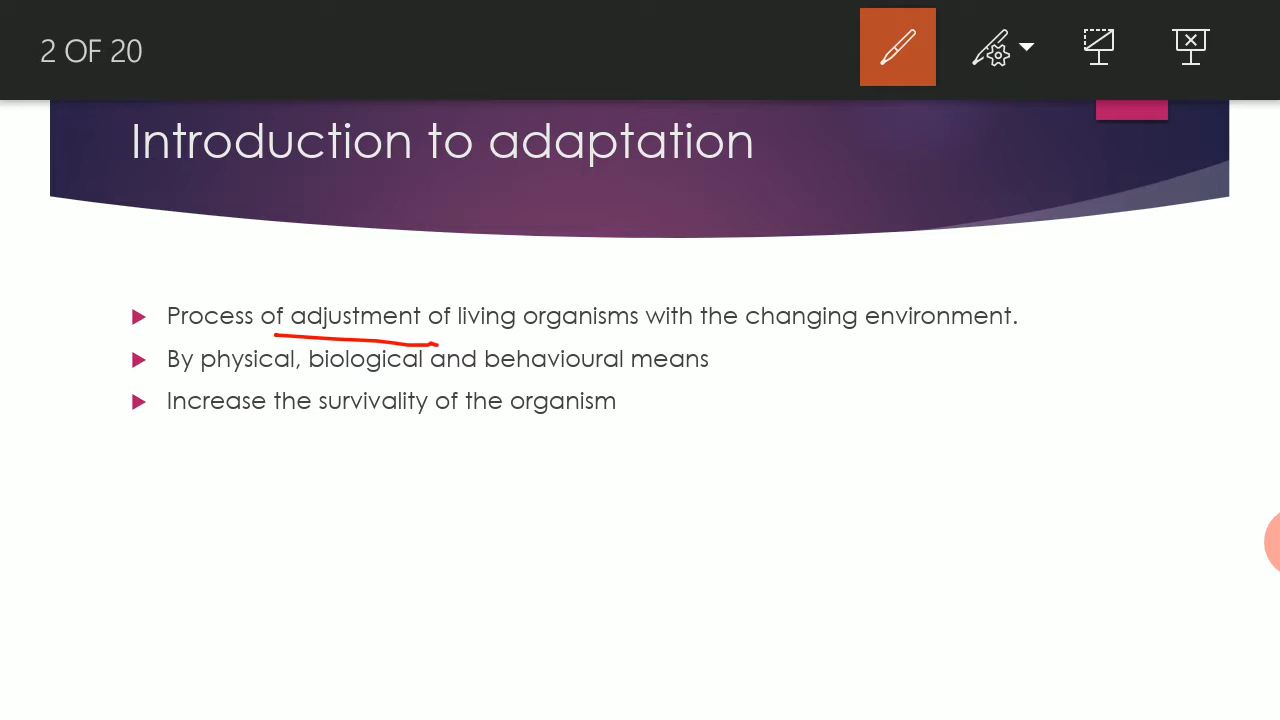 2 OF 20
Introduction to adaptation
Process of adjustment of living organisms with the changing environment.
By physical, biological and behavioural means
Increase the survivality of the organism